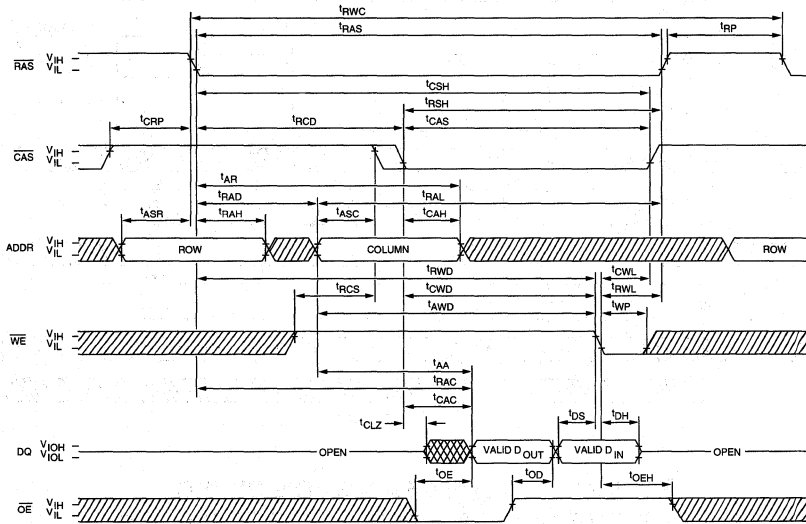 tRWC
tRAS tRP
RAS VIH
VIL
tCSH
tRSH
tCRP tRCD tCAS
CAS VIH
VIL
tAR
tRAD tRAL
tASR tRAH tASC tCAH
ADDR VIH
VIL
ROW COLUMN ROW
tRWD tCWL
tRCS tCWD tRWL
tAWD tWP
WE VIH
VIL
tAA
tRAC
tCAC
tCLZ tDS tDH
DQ VIOH
VIOL
OPEN VALID DOUT VALID DIN OPEN
tOE tOD tOEH
OE VIH
VIL